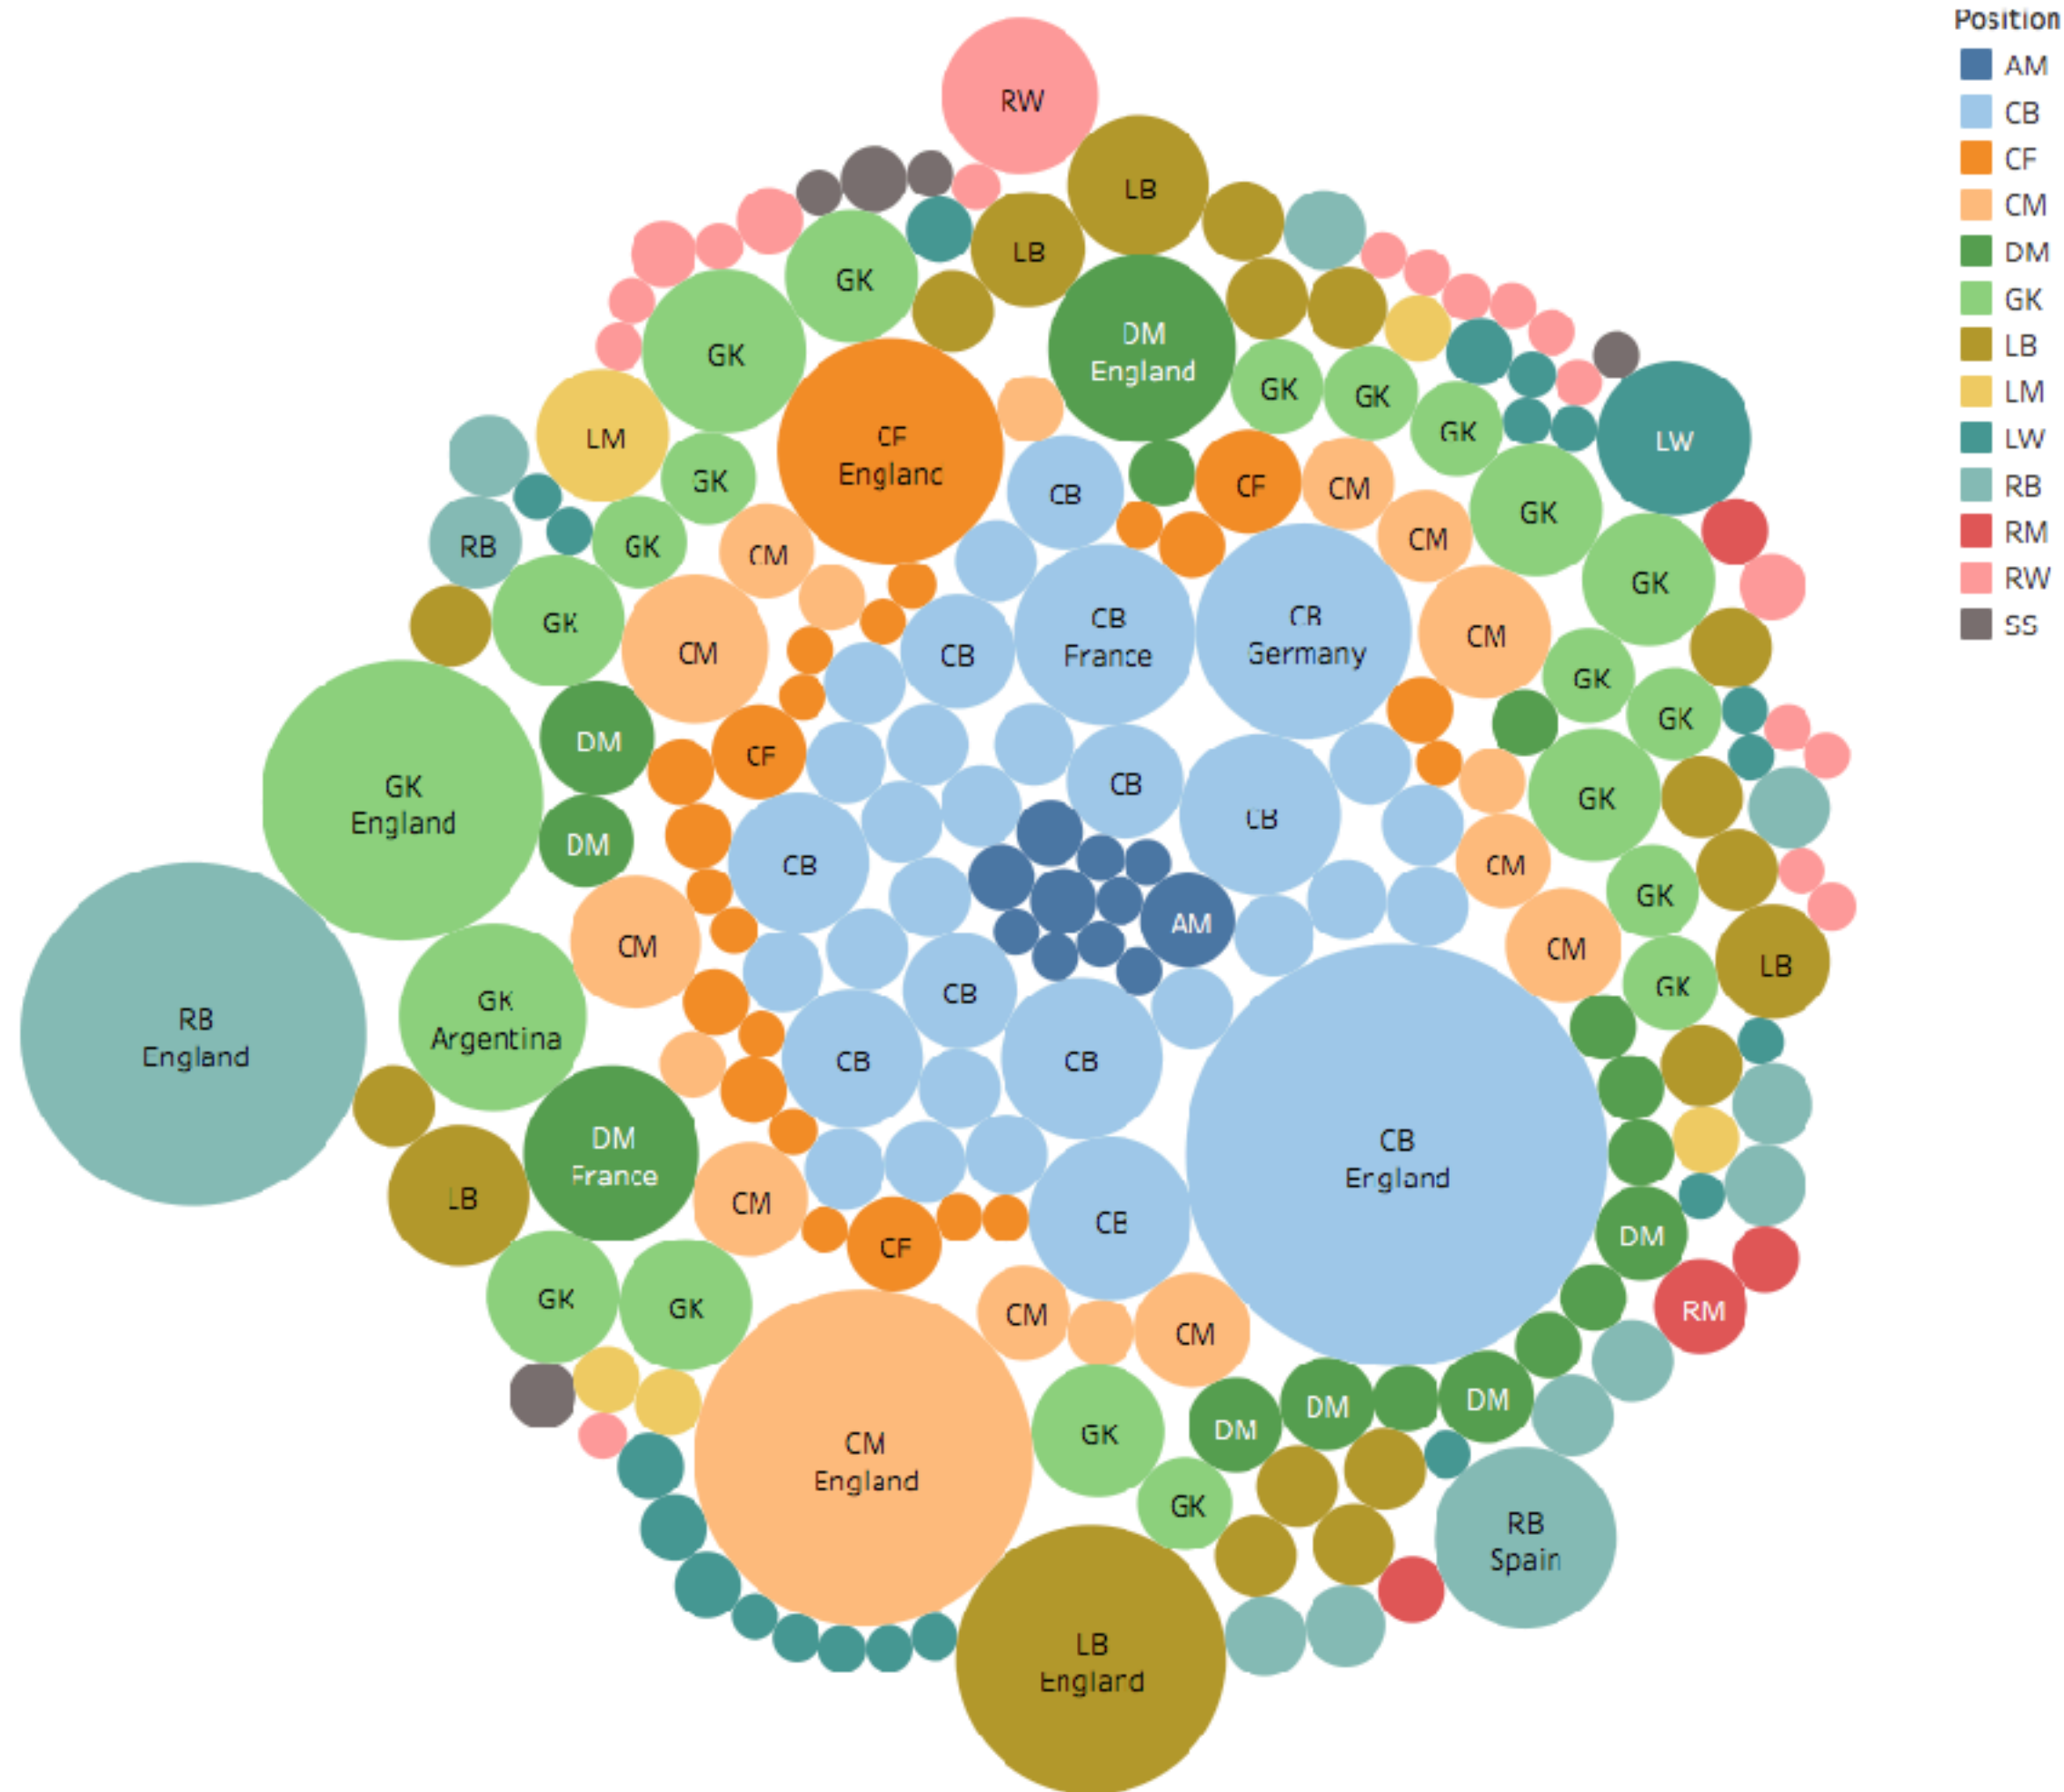 Position
AM
CB
CF
CM
DM
GK
LB
LM
LW
RB
RM
RW
SS
RW
LB
LB
GK
DM
England
GK
GK
GK
GK
LM
CF
Englanc
LW
GK
CB
CF
CM
GK
CM
RB
GK
CM
GK
GK
CM
CB
CB
France
CB
Germany
CM
GK
GK
DM
CF
CB
GK
England
CB
GK
DM
CB
CM
GK
AM
CM
CM
LB
GK
CB
GK
Argentina
RB
England
CB
CB
DM
France
CB
England
LB
CM
CB
DM
CF
GK
GK
CM
CM
RM
CM
England
GK
DM
DM
DM
GK
RB
Spain
LB
England